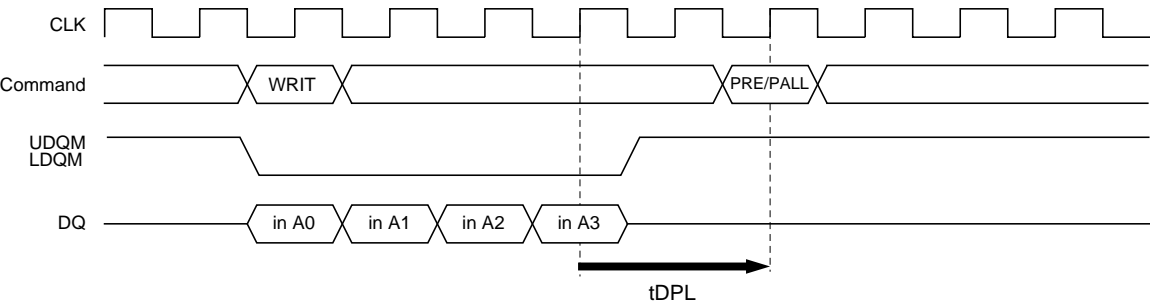 CLK
Command
WRIT
PRE/PALL
UDQM
LDQM
DQ
in A0
in A1
in A2
in A3
tDPL